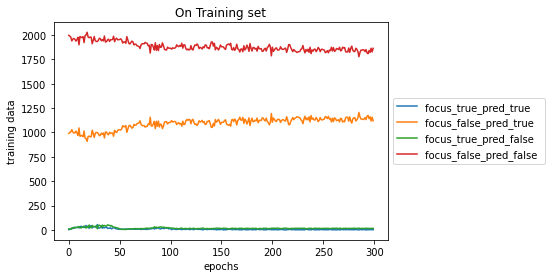 On Training set
training data
2000
1750
1500
1250
1000
750
500
250
0
0
50
100
150
200
250
300
epochs
focus_true_pred_true
focus_false_pred_true
focus_true_pred_false
focus_false_pred_false